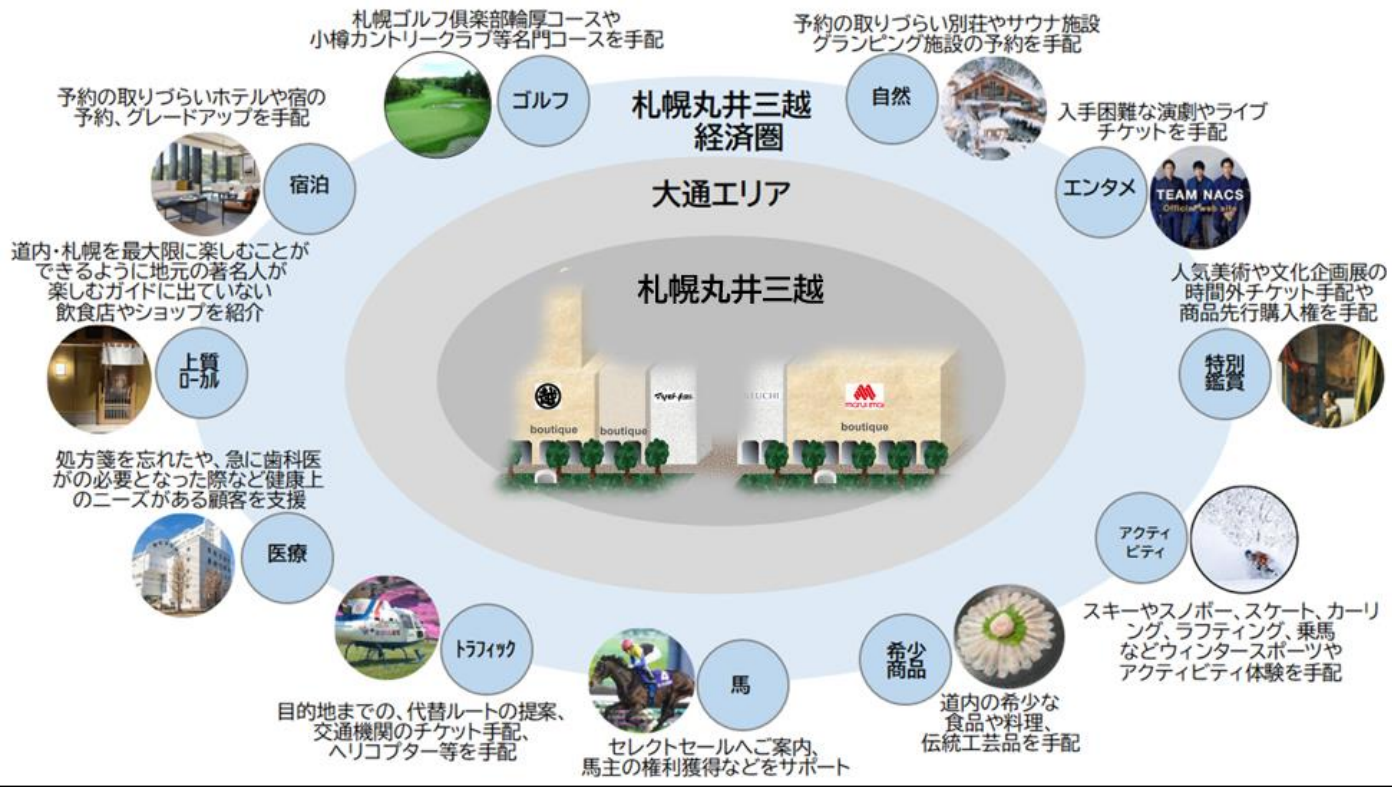 札幌ゴルフ倶楽部輪厚コースや
小樽カントリークラブ等名門コースを手配
ゴルフ
予約の取りづらい別荘やサウナ施設
グランピング施設の予約を手配
自然
予約の取りづらいホテルや宿の
予約、グレードアップを手配
宿泊
札幌丸井三越
経済圏
入手困難な演劇やライブ
チケットを手配
エンタメ
TEAM NACS
Official web site
大通エリア
道内・札幌を最大限に楽しむことが
できるように地元の著名人が
楽しむガイドに出ていない
飲食店やショップを紹介
上質
ローカル
札幌丸井三越
人気美術や文化企画展の
時間外チケット手配や
商品先行購入権を手配
特別
鑑賞
越
boutique
boutique
marui imai
boutique
処方箋を忘れたや、急に歯科医
がの必要となった際など健康上
のニーズがある顧客を支援
医療
アクティ
ビティ
スキーやスノボー、スケート、カーリ
ング、ラフティング、乗馬
などウィンタースポーツや
アクティビティ体験を手配
トラフィック
目的地までの、代替ルートの提案、
交通機関のチケット手配、
ヘリコプター等を手配
馬
4
セレクトセールへご案内、
馬主の権利獲得などをサポート
希少
商品
道内の希少な
食品や料理、
伝統工芸品を手配